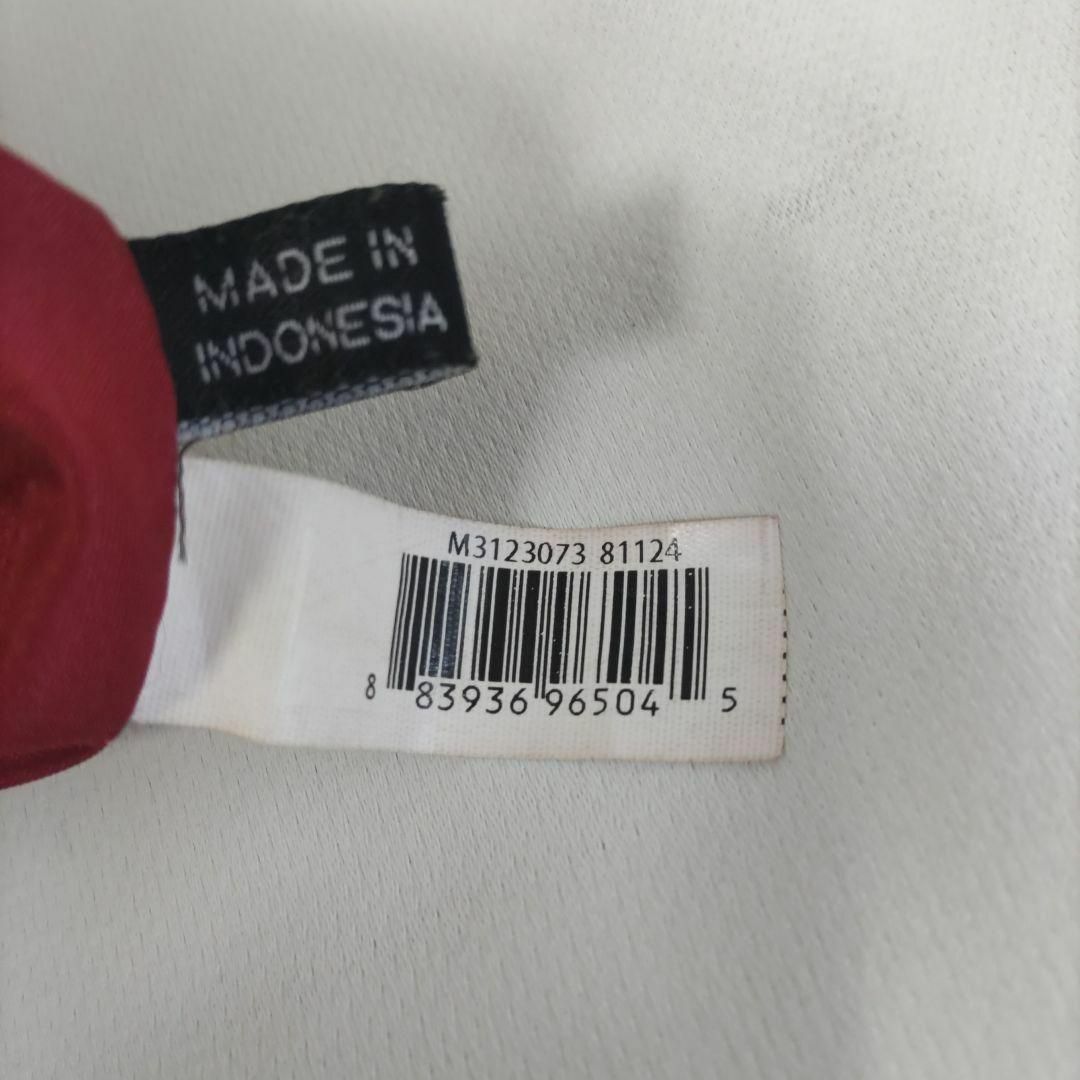 MADE IN
INDONESIA
M3123073 81124
8 83936 96504 5